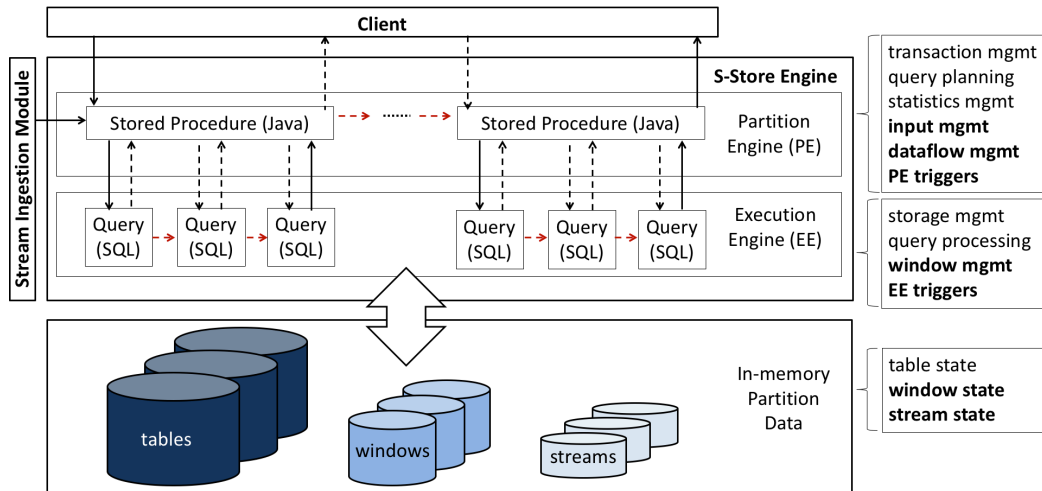 Client
Stream Ingestion Module
S-Store Engine
Stored Procedure (Java)
......
Stored Procedure (Java)
Partition
Engine (PE)
Query
(SQL)
Query
(SQL)
Query
(SQL)
Query
(SQL)
Query
(SQL)
Query
(SQL)
Execution
Engine (EE)
tables
windows
streams
In-memory
Partition
Data
transaction mgmt
query planning
statistics mgmt
input mgmt
dataflow mgmt
PE triggers
storage mgmt
query processing
window mgmt
EE triggers
table state
window state
stream state